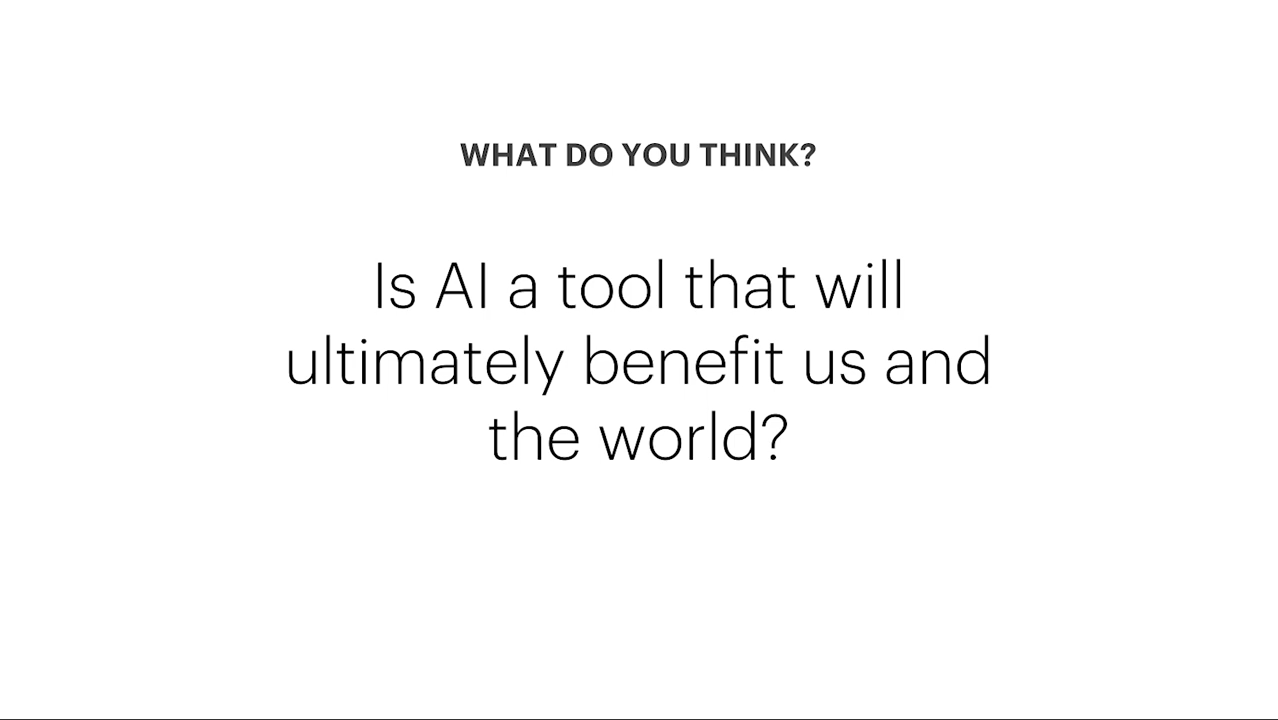 WHAT DO YOU THINK?
Is AI a tool that will
ultimately benefit us and
the world?